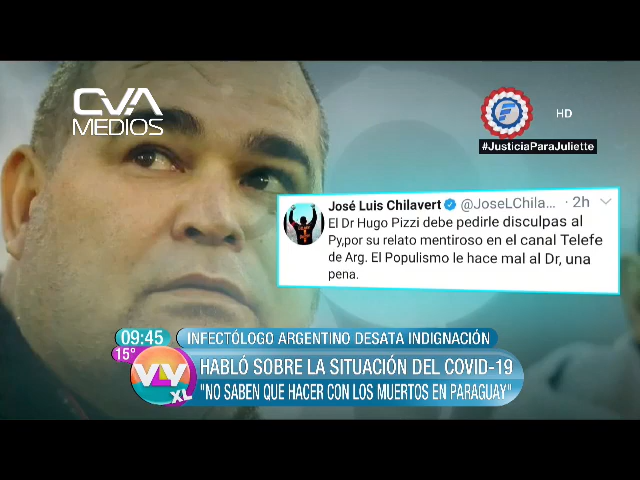 CVA
MEDIOS
HD
#JusticiaParaJuliette
José Luis Chilavert @JoseLChila... · 2h
El Dr Hugo Pizzi debe pedirle disculpas al
Py,por su relato mentiroso en el canal Telefe
de Arg. El Populismo le hace mal al Dr, una
pena.
09:45
INFECTÓLOGO ARGENTINO DESATA INDIGNACIÓN
15°
HABLÓ SOBRE LA SITUACIÓN DEL COVID-19
VV
XL
"NO SABEN QUE HACER CON LOS MUERTOS EN PARAGUAY"